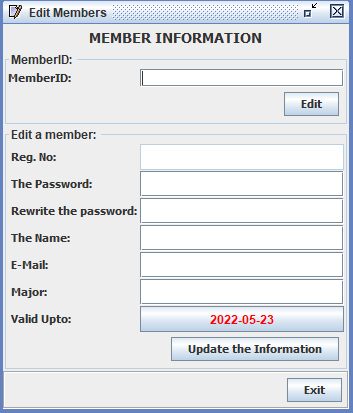 Edit Members
MEMBER INFORMATION
MemberID:
MemberID:
Edit
Edit a member:
Reg. No:
The Password:
Rewrite the password:
The Name:
E-Mail:
Major:
Valid Upto: 2022-05-23
Update the Information
Exit